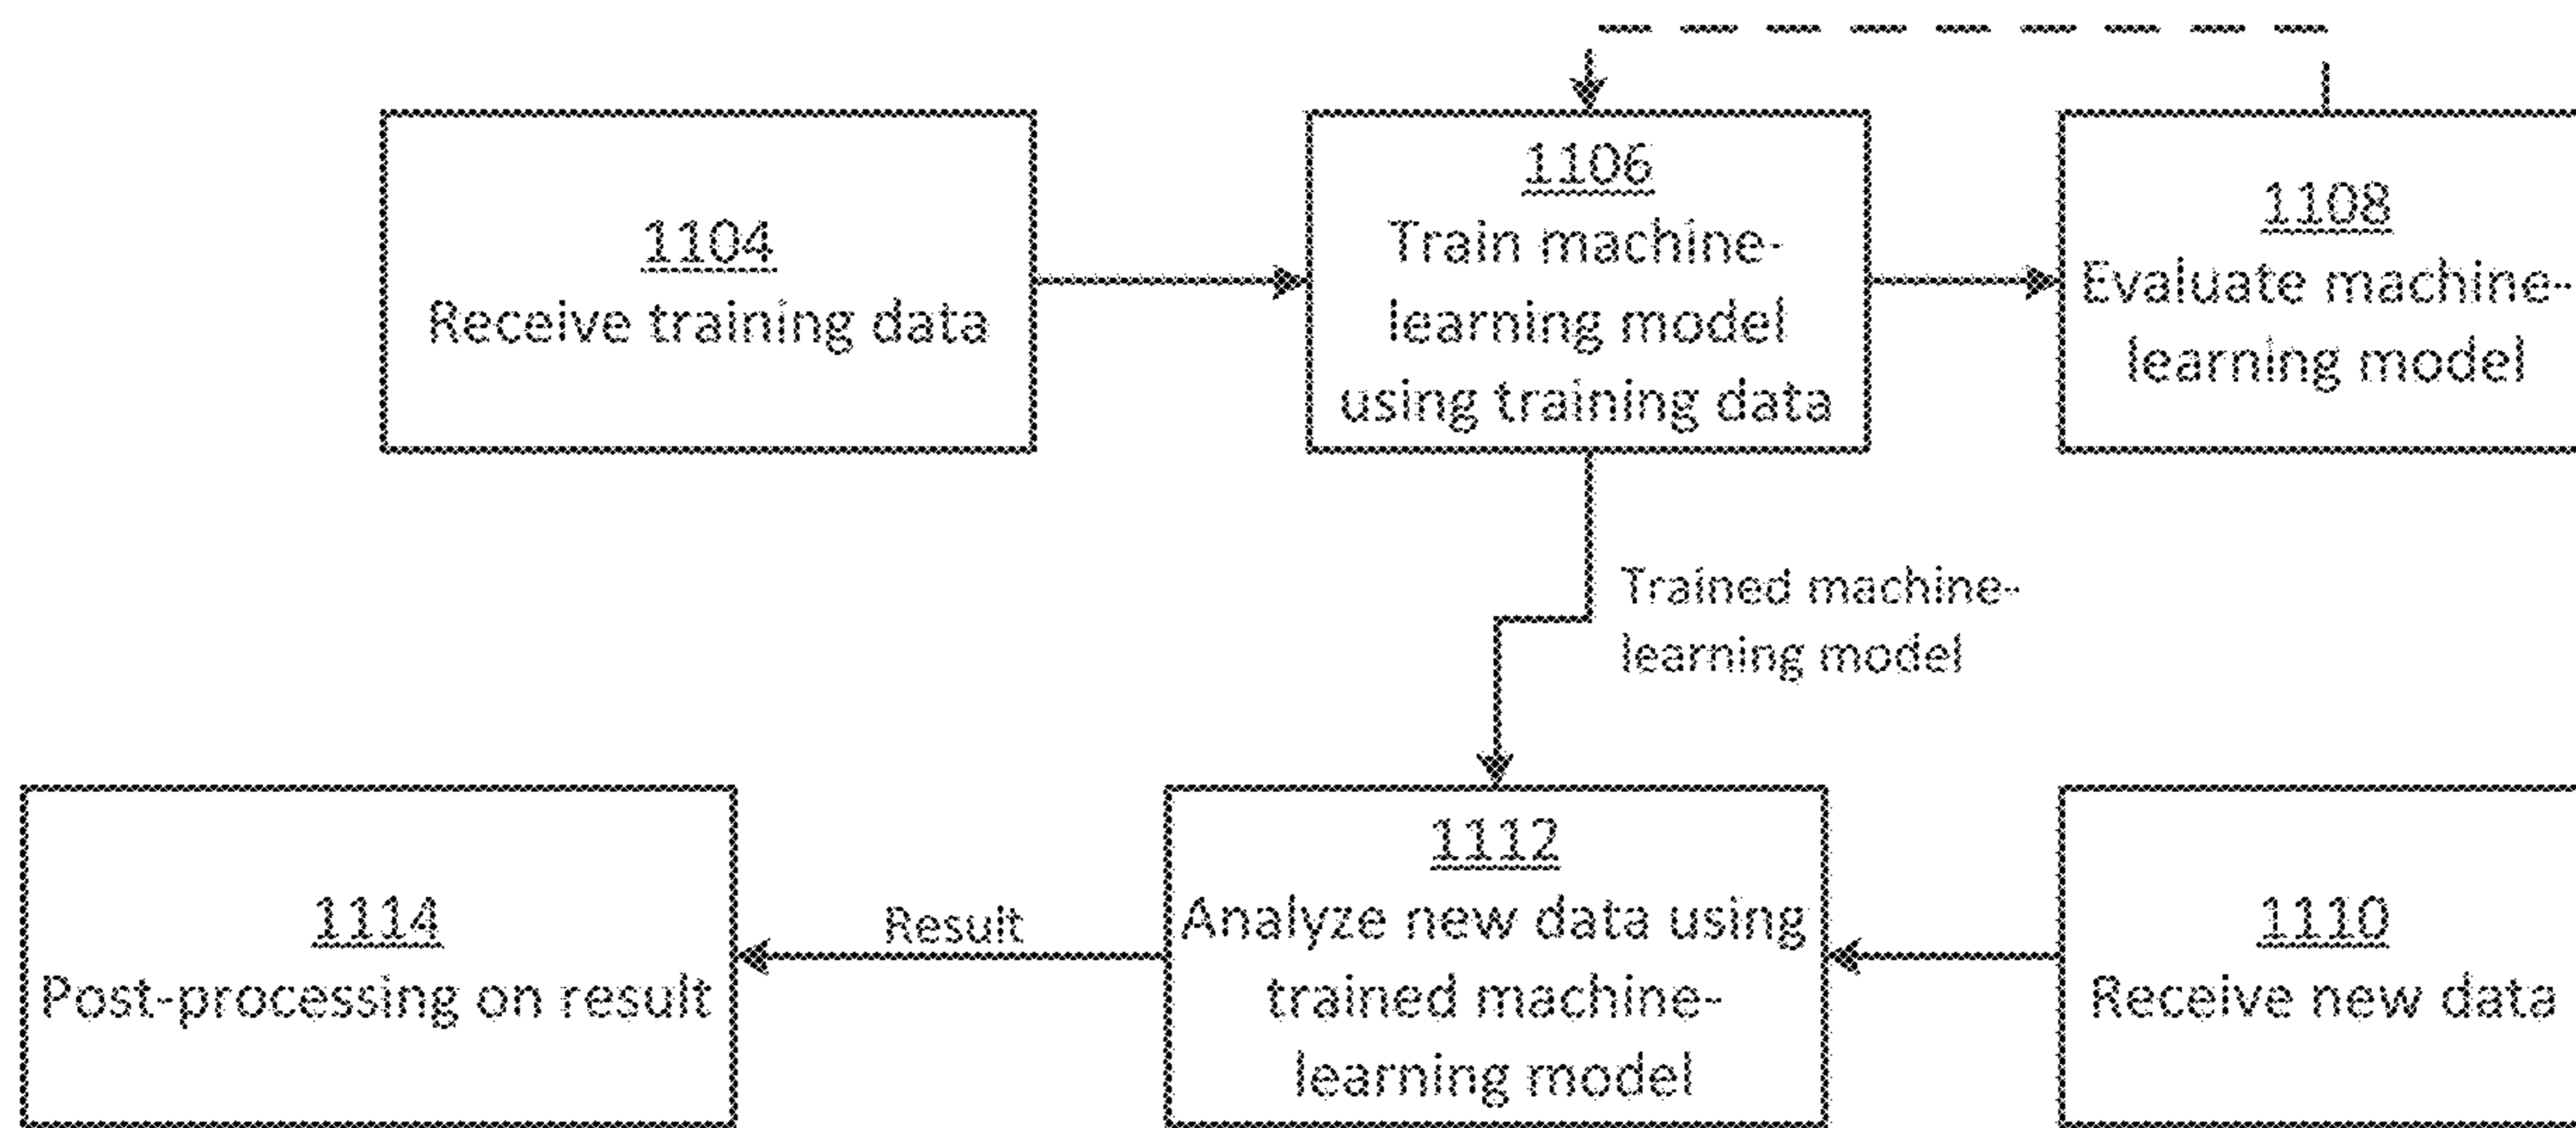 1104
Receive training data
1106
Train machine-
learning model
using training data
1108
Evaluate machine-
learning model
Trained machine-
learning model
1114
Post-processing on result
Result
1112
Analyze new data using
trained machine-
learning model
1110
Receive new data